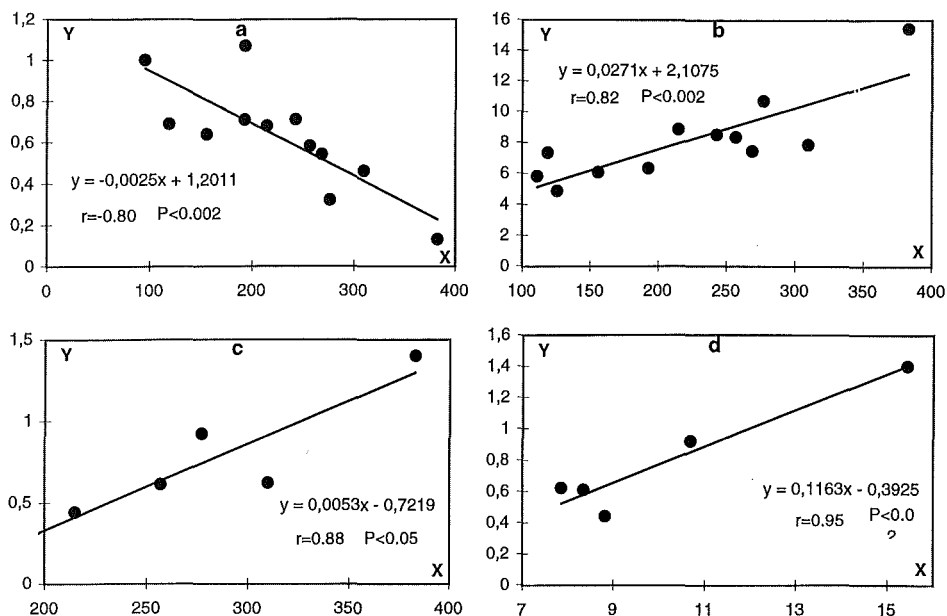 a
Y
1,2
1
0,8
0,6
0,4
0,2
0
y = -0,0025x + 1,2011
r=-0.80 P<0.002
X
0 100 200 300 400
b
Y
16
14
12
10
8
6
4
2
0
y = 0,0271x + 2,1075
r=0.82 P<0.002
X
100 150 200 250 300 350 400
c
Y
1,5
1
0,5
0
y = 0,0053x - 0,7219
r=0.88 P<0.05
X
200 250 300 350 400
d
Y
1,6
1,4
1,2
1
0,8
0,6
0,4
0,2
0
y = 0,1163x - 0,3925
r=0.95 P<0.0
X
7 9 11 13 15